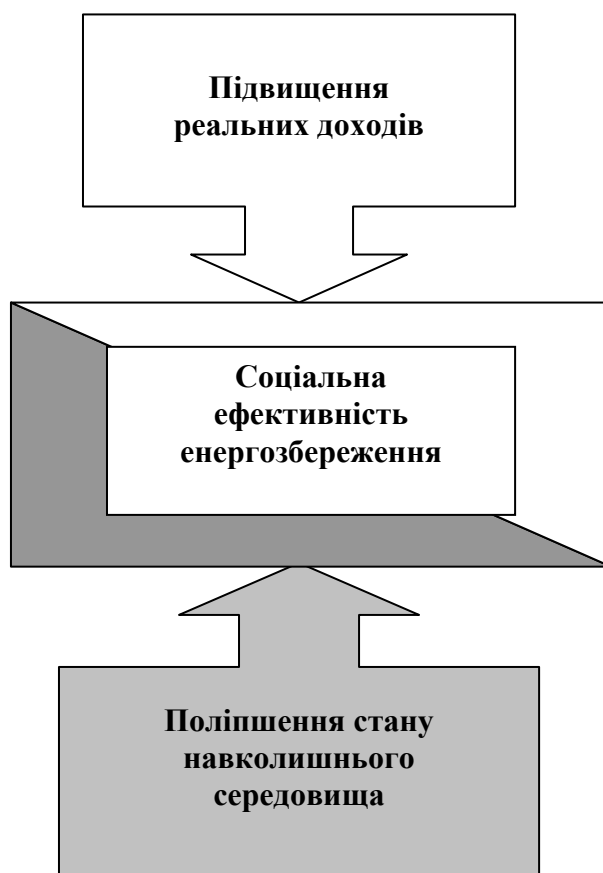 Підвищення
реальних доходів
Соціальна
ефективність
енергозбереження
Поліпшення стану
навколишнього
середовища